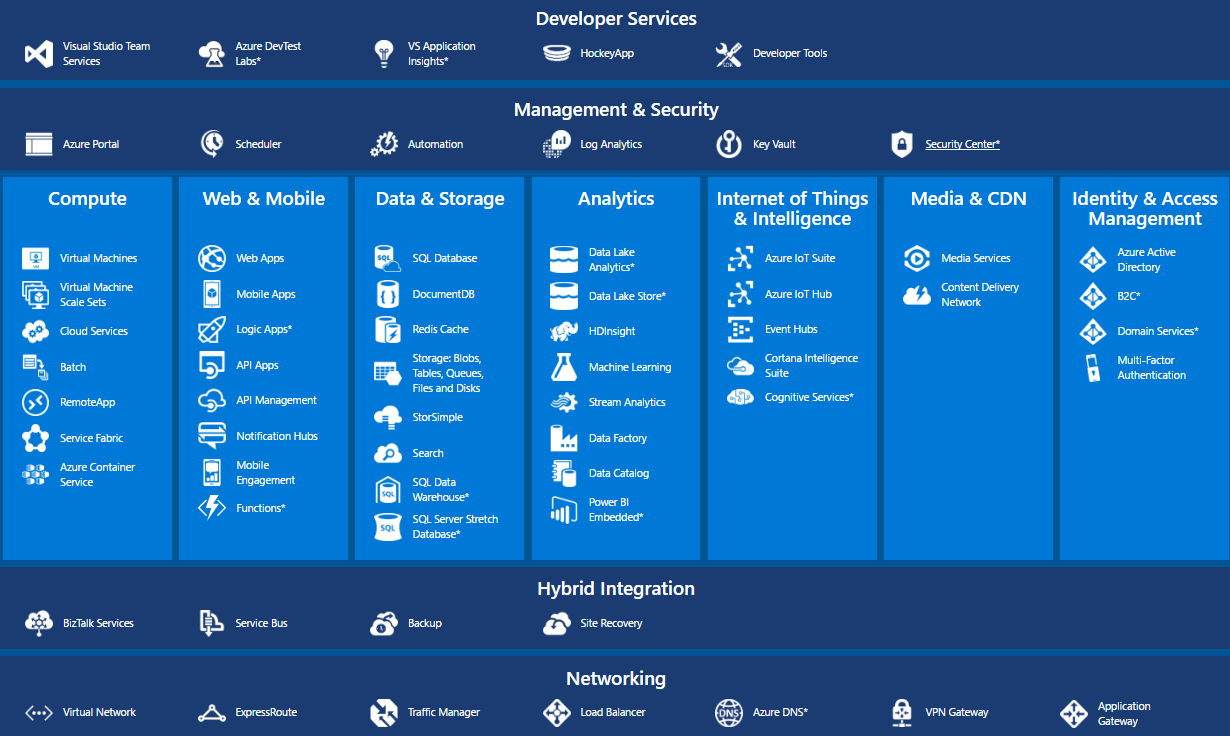 Developer Services
Visual Studio Team
Services
Azure DevTest
Labs*
VS Application
Insights*
HockeyApp
Developer Tools
Management & Security
Azure Portal
Scheduler
Automation
Log Analytics
Key Vault
Security Center*
Compute
Virtual Machines
Virtual Machine
Scale Sets
Cloud Services
Batch
RemoteApp
Service Fabric
Azure Container
Service
Web & Mobile
Web Apps
Mobile Apps
Logic Apps*
API Apps
API Management
Notification Hubs
Mobile
Engagement
Functions*
Data & Storage
SQL
SQL Database
DocumentDB
Redis Cache
Storage: Blobs,
Tables, Queues,
Files and Disks
StorSimple
Search
SQL
SQL Data
Warehouse*
SQL
SQL Server Stretch
Database*
Analytics
Data Lake
Analytics*
Data Lake Store*
HDInsight
Machine Learning
Stream Analytics
Data Factory
Data Catalog
Power BI
Embedded*
Internet of Things
& Intelligence
Azure IoT Suite
Azure IoT Hub
Event Hubs
Cortana Intelligence
Suite
Cognitive Services*
Media & CDN
Media Services
Content Delivery
Network
Identity & Access
Management
Azure Active
Directory
B2C*
Domain Services*
Multi-Factor
Authentication
Hybrid Integration
BizTalk Services
Service Bus
Backup
Site Recovery
Networking
Virtual Network
ExpressRoute
Traffic Manager
Load Balancer
DNS
Azure DNS*
VPN Gateway
Application
Gateway